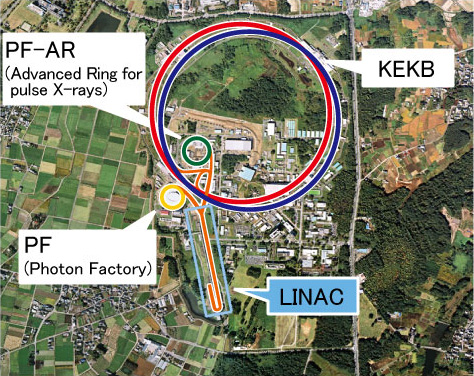 PF-AR
(Advanced Ring for
pulse X-rays)
KEKB
PF
(Photon Factory)
LINAC